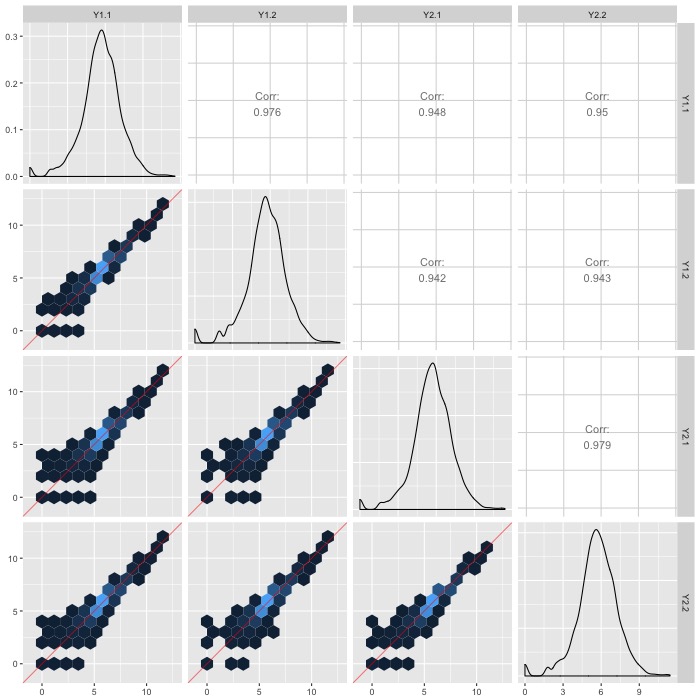 Y1.1 Y1.2 Y2.1 Y2.2
0.3
0.2
0.1
0.0
Corr:
0.976
Corr:
0.948
Corr:
0.95
Y1.1
10
5
0
Corr:
0.942
Corr:
0.943
Y1.2
10
5
0
Corr:
0.979
Y2.1
10
5
0
Y2.2
0 5 10 0 5 10 0 5 10 0 3 6 9